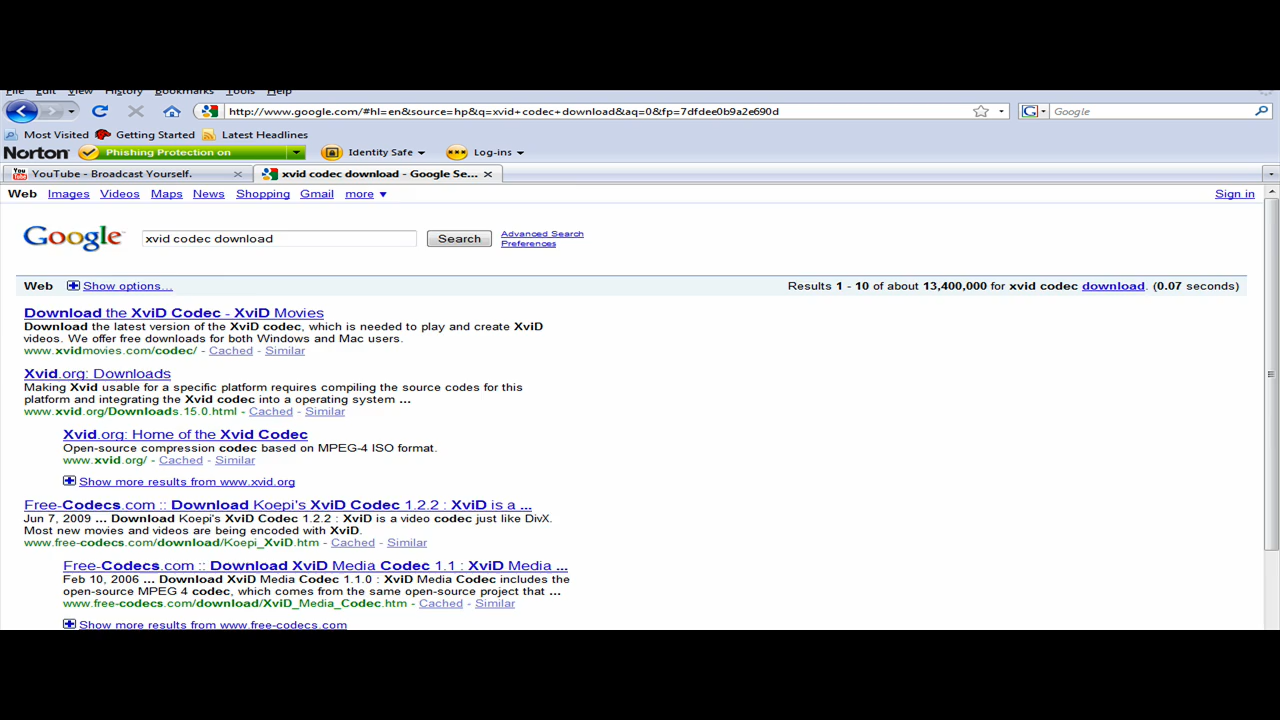 File Edit View History Bookmarks Tools Help
http://www.google.com/#hl=en&source=hp&q=xvid+codec+download&aq=0&fp=7dfdee0b9a2e690d
Google
Most Visited Getting Started Latest Headlines
Norton Phishing Protection on Identity Safe Log-ins
YouTube - Broadcast Yourself. xvid codec download - Google Se...
Web Images Videos Maps News Shopping Gmail more Sign in
Google xvid codec download Search Advanced Search
Preferences
Web Show options... Results 1 - 10 of about 13,400,000 for xvid codec download. (0.07 seconds)
Download the XviD Codec - XviD Movies
Download the latest version of the XviD codec, which is needed to play and create XviD
videos. We offer free downloads for both Windows and Mac users.
www.xvidmovies.com/codec/ - Cached - Similar
Xvid.org: Downloads
Making Xvid usable for a specific platform requires compiling the source codes for this
platform and integrating the Xvid codec into a operating system ...
www.xvid.org/Downloads.15.0.html - Cached - Similar
Xvid.org: Home of the Xvid Codec
Open-source compression codec based on MPEG-4 ISO format.
www.xvid.org/ - Cached - Similar
Show more results from www.xvid.org
Free-Codecs.com :: Download Koepi's XviD Codec 1.2.2 : XviD is a ...
Jun 7, 2009 ... Download Koepi's XviD Codec 1.2.2 : XviD is a video codec just like DivX.
Most new movies and videos are being encoded with XviD.
www.free-codecs.com/download/Koepi_XviD.htm - Cached - Similar
Free-Codecs.com :: Download XviD Media Codec 1.1 : XviD Media ...
Feb 10, 2006 ... Download XviD Media Codec 1.1.0 : XviD Media Codec includes the
open-source MPEG 4 codec, which comes from the same open-source project that ...
www.free-codecs.com/download/XviD_Media_Codec.htm - Cached - Similar
Show more results from www.free-codecs.com